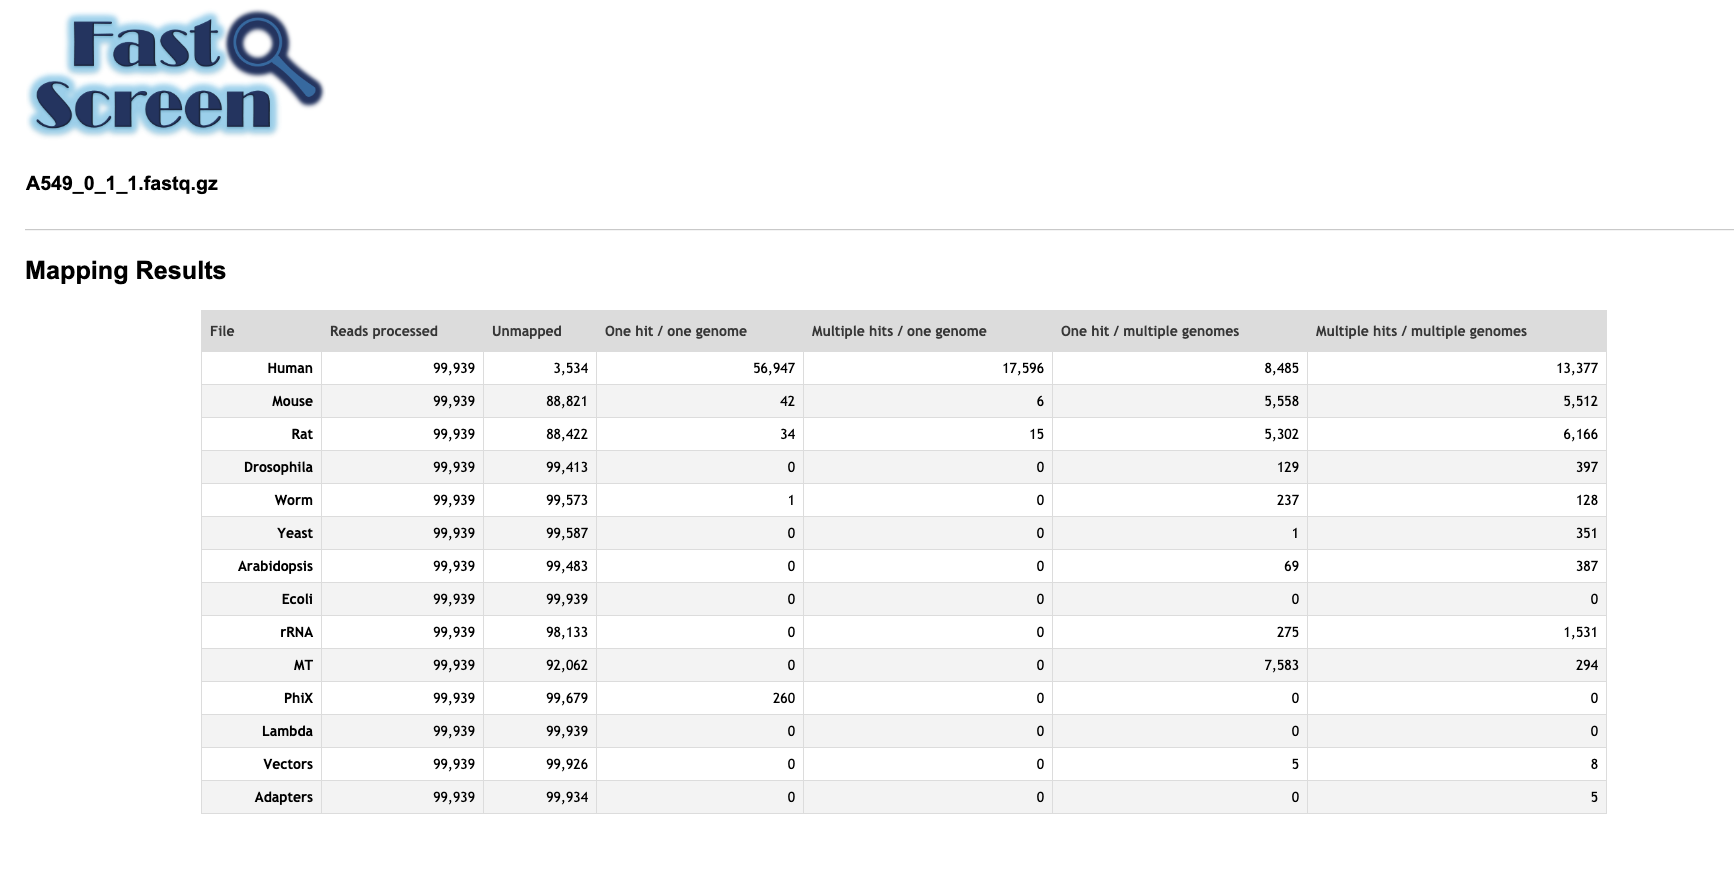 Fast
Screen
A549_0_1_1.fastq.gz
Mapping Results
File Reads processed Unmapped One hit / one genome Multiple hits / one genome One hit / multiple genomes Multiple hits / multiple genomes
Human 99,939 3,534 56,947 17,596 8,485 13,377
Mouse 99,939 88,821 42 6 5,558 5,512
Rat 99,939 88,422 34 15 5,302 6,166
Drosophila 99,939 99,413 0 0 129 397
Worm 99,939 99,573 1 0 237 128
Yeast 99,939 99,587 0 0 1 351
Arabidopsis 99,939 99,483 0 0 69 387
Ecoli 99,939 99,939 0 0 0 0
rRNA 99,939 98,133 0 0 275 1,531
MT 99,939 92,062 0 0 7,583 294
PhiX 99,939 99,679 260 0 0 0
Lambda 99,939 99,939 0 0 0 0
Vectors 99,939 99,926 0 0 5 8
Adapters 99,939 99,934 0 0 0 5